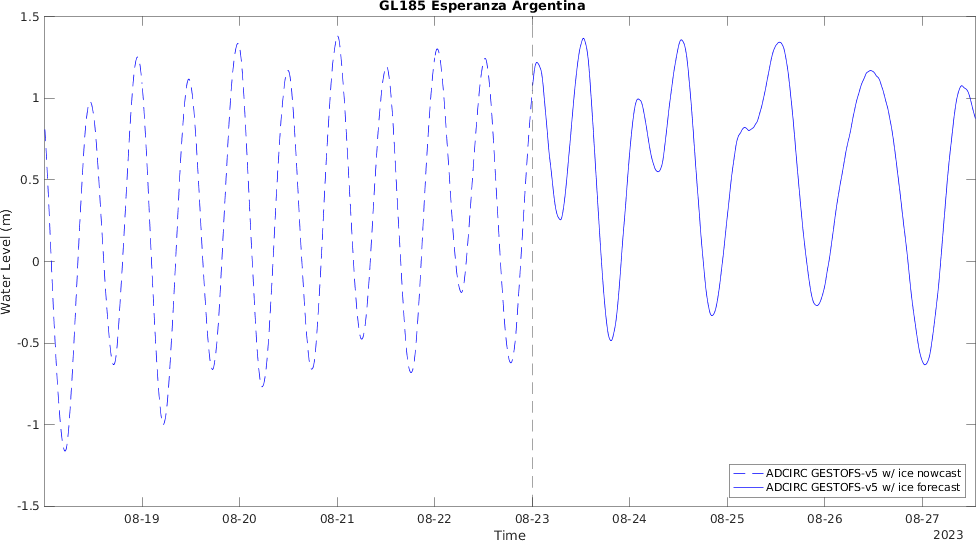 GL185 Esperanza Argentina
1.5
1
0.5
0
-0.5
-1
-1.5
Water Level (m)
08-19 08-20 08-21 08-22 08-23 08-24 08-25 08-26 08-27
Time
2023
ADCIRC GESTOFS-v5 w/ ice nowcast
ADCIRC GESTOFS-v5 w/ ice forecast